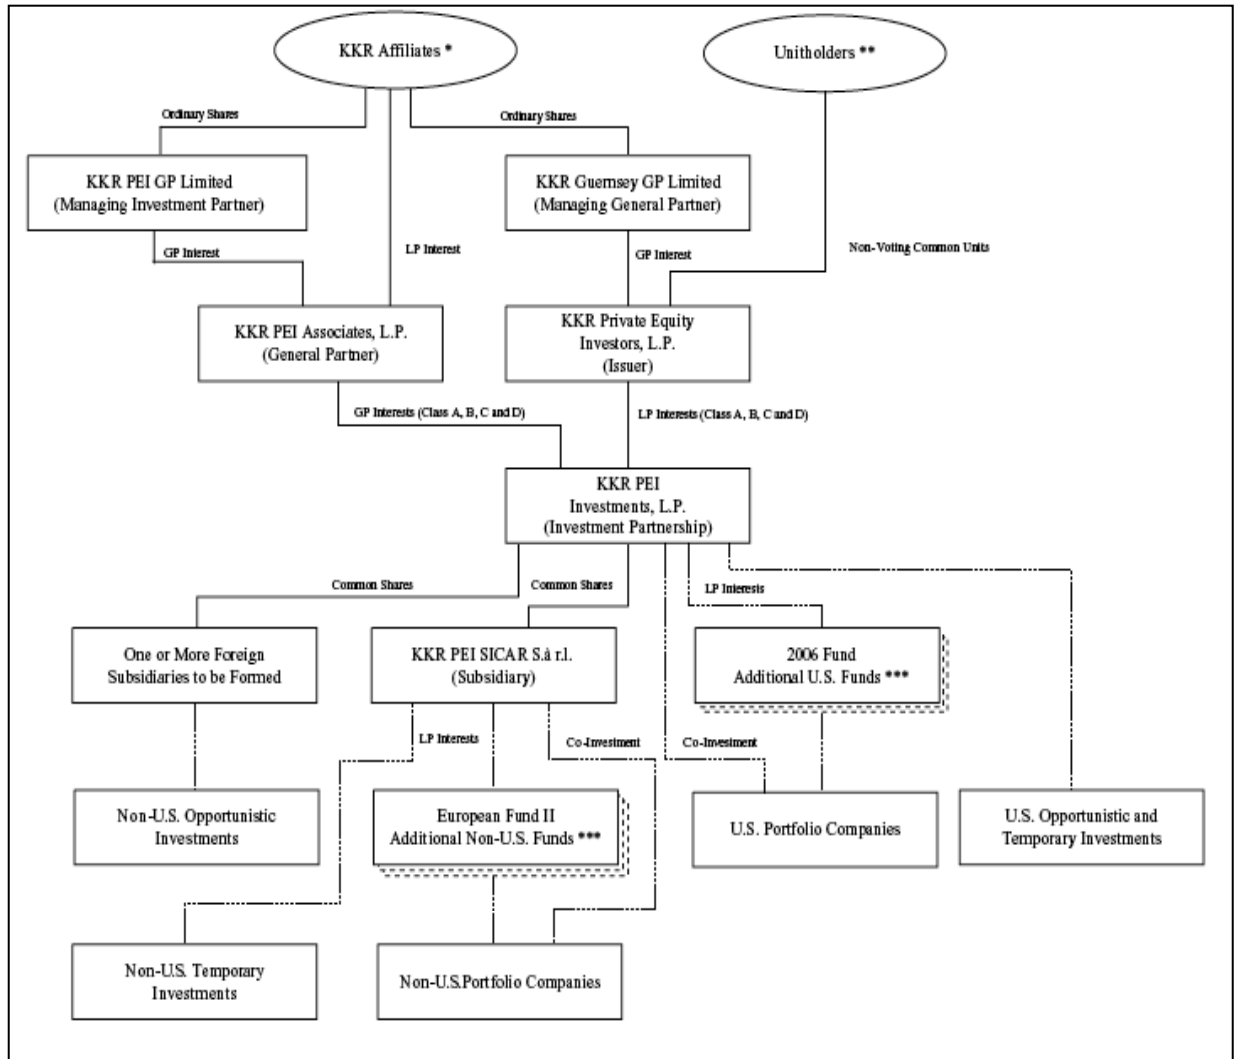 KKR Affiliates *
Unitholders **
Ordinary Shares
Ordinary Shares
KKR PEI GP Limited
(Managing Investment Partner)
KKR Guernsey GP Limited
(Managing General Partner)
GP Interest
LP Interest
GP Interest
Non-Voting Common Units
KKR PEI Associates, L.P.
(General Partner)
KKR Private Equity
Investors, L.P.
(Issuer)
GP Interests (Class A, B, C and D)
LP Interests (Class A, B, C and D)
KKR PEI
Investments, L.P.
(Investment Partnership)
Common Shares
Common Shares
LP Interests
One or More Foreign
Subsidiaries to be Formed
KKR PEI SICAR S.à r.l.
(Subsidiary)
2006 Fund
Additional U.S. Funds ***
LP Interests
Co-Investment
Co-Investment
Non-U.S. Opportunistic
Investments
European Fund II
Additional Non-U.S. Funds ***
U.S. Portfolio Companies
U.S. Opportunistic and
Temporary Investments
Non-U.S. Temporary
Investments
Non-U.S.Portfolio Companies